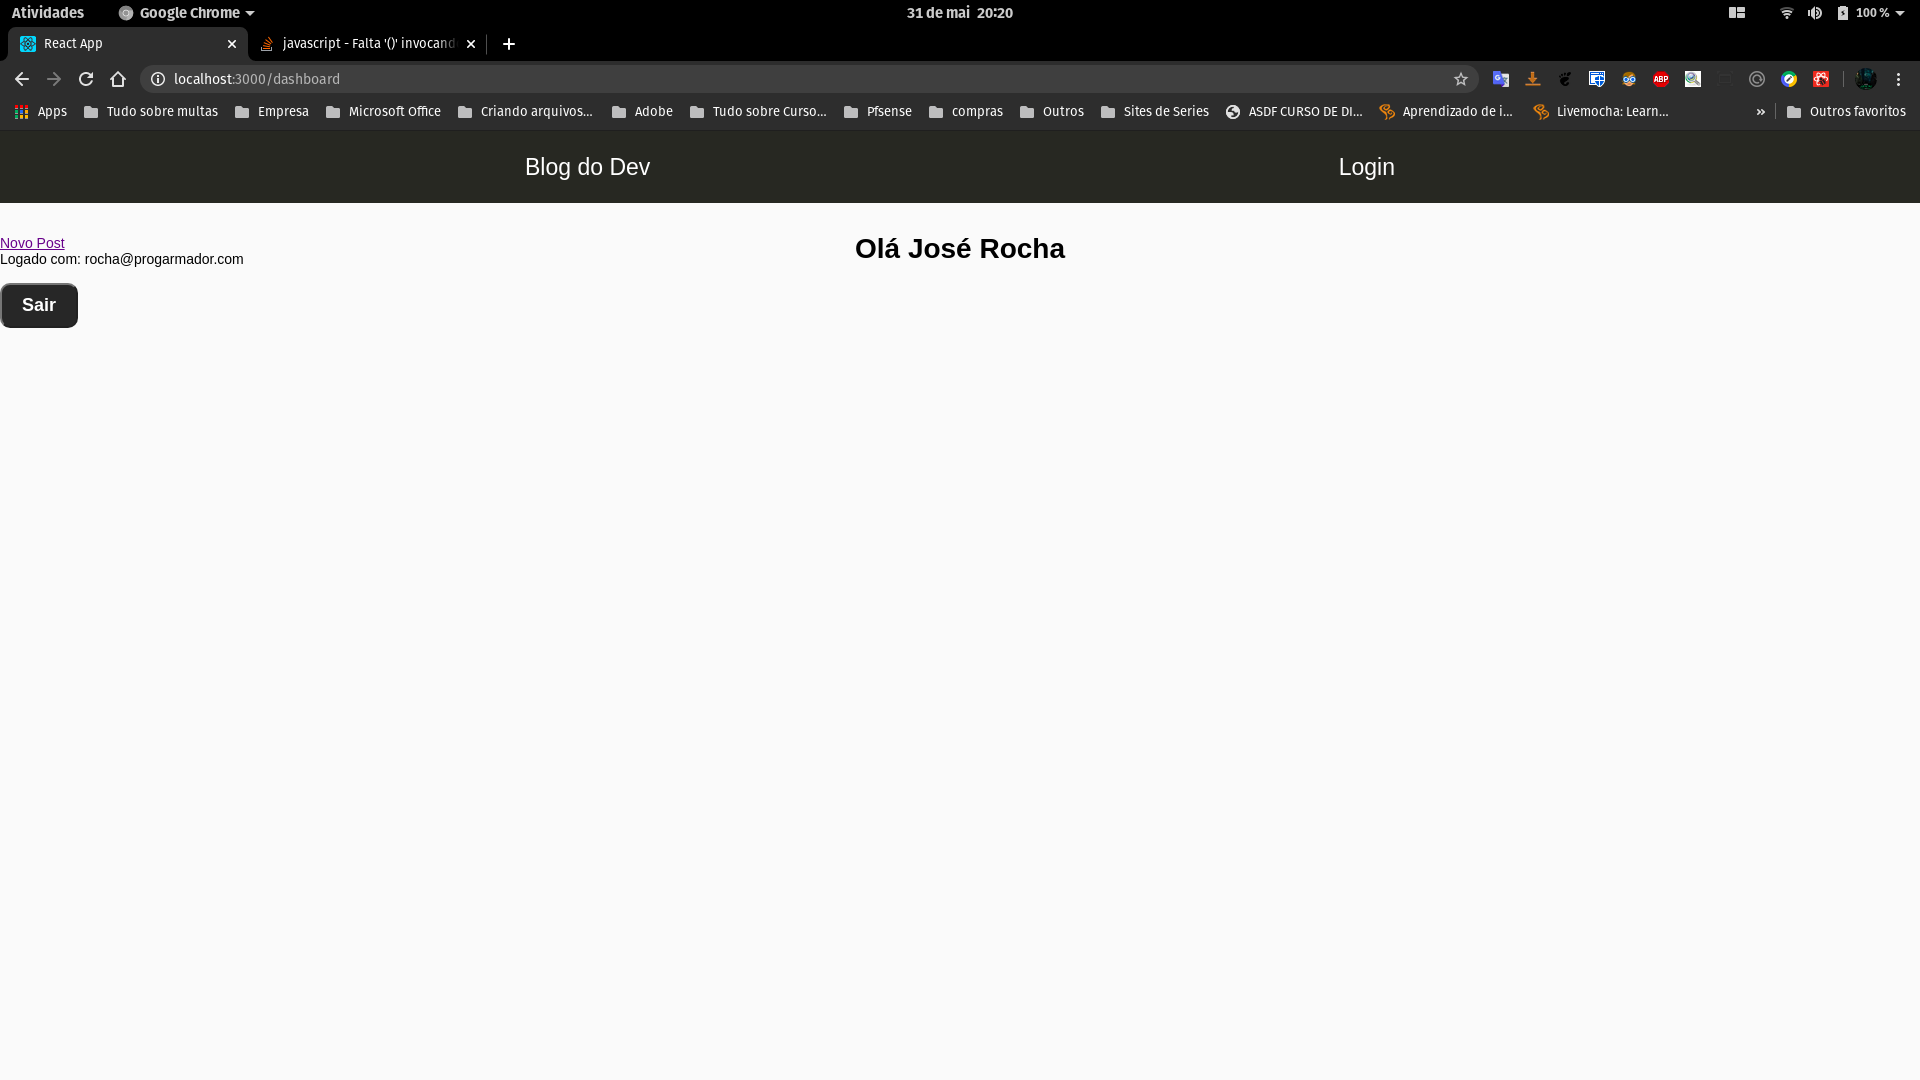 Atividades Google Chrome 31 de mai 20:20 100 %
React App javascript - Falta '()' invocand
localhost:3000/dashboard ABP
Apps Tudo sobre multas Empresa Microsoft Office Criando arquivos... Adobe Tudo sobre Curso... Pfsense compras Outros Sites de Series ASDF CURSO DE DI... Aprendizado de i... Livemocha: Learn... » Outros favoritos
Blog do Dev Login
Novo Post
Olá José Rocha
Logado com: rocha@progarmador.com
Sair